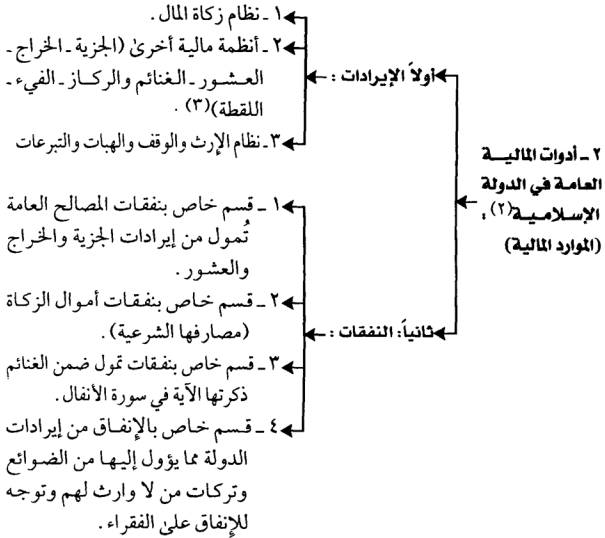 ٢ ـ أدوات المالية
العامة في الدولة
الإسلامية(٢)،
(الموارد المالية)
أولاً الإيرادات :
١ ـ نظام زكاة المال .
٢ ـ أنظمة مالية أخرىٰ (الجزية ـ الخراج ـ
العشور ـ الغنائم والركاز ـ الفيء ـ
اللقطة)(٣) .
٣ ـ نظام الإرث والوقف والهبات والتبرعات
ثانياً: النفقات :
١ ـ قسم خاص بنفقات المصالح العامة
تُمول من إيرادات الجزية والخراج
والعشور .
٢ ـ قسم خاص بنفقات أموال الزكاة
(مصارفها الشرعية) .
٣ ـ قسم خاص بنفقات تمول ضمن الغنائم
ذكرتها الآية في سورة الأنفال .
٤ ـ قسم خاص بالإنفاق من إيرادات
الدولة مما يؤول إليها من الضوائع
وتركات من لا وارث لهم وتوجه
للإنفاق علىٰ الفقراء .